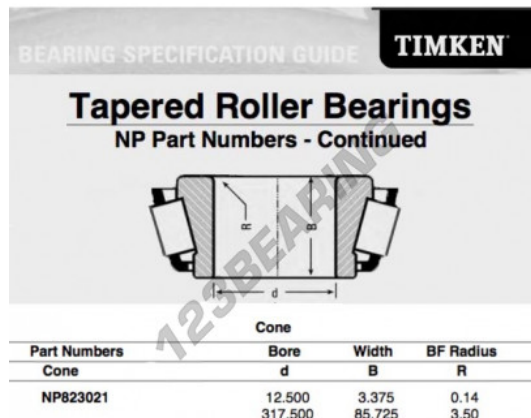 BEARING SPECIFICATION GUIDE
TIMKEN
Tapered Roller Bearings
NP Part Numbers - Continued
R
B
d
123BEARING
Cone
Part Numbers Bore Width BF Radius
Cone d B R
NP823021 12.500 3.375 0.14
317.500 85.725 3.50